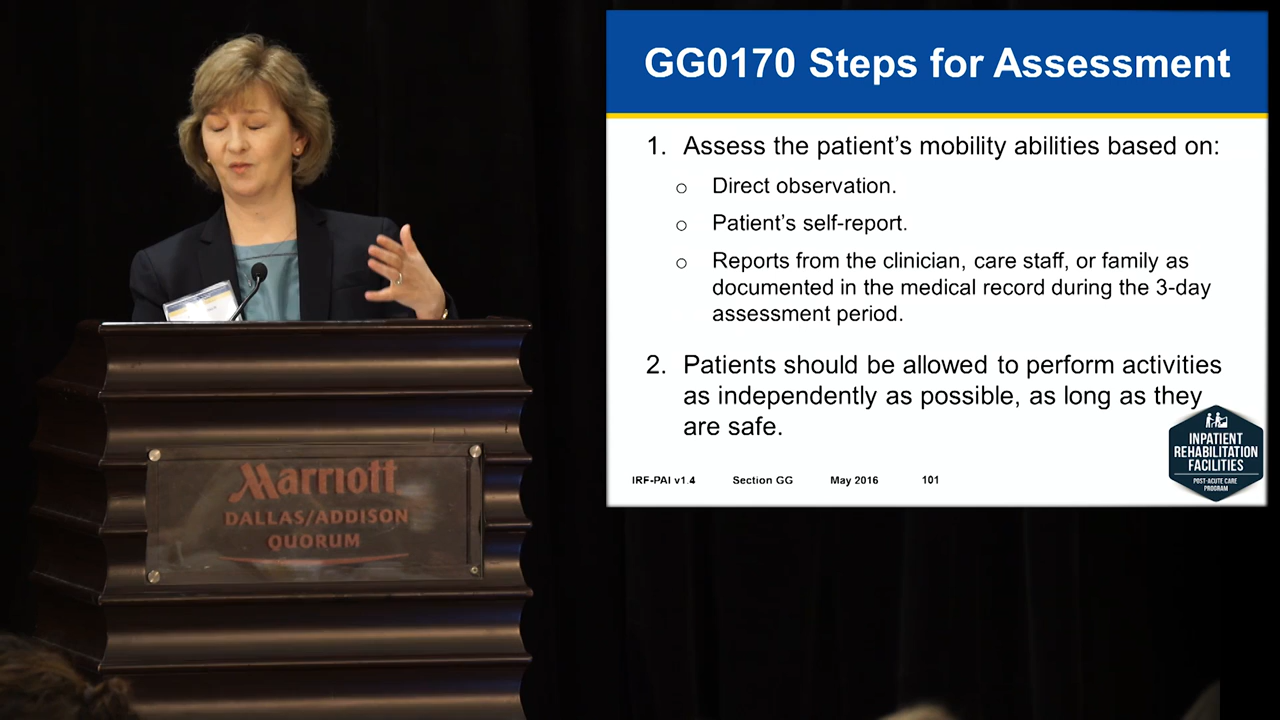 GG0170 Steps for Assessment
1. Assess the patient's mobility abilities based on:
o Direct observation.
o Patient's self-report.
o Reports from the clinician, care staff, or family as
documented in the medical record during the 3-day
assessment period.
2. Patients should be allowed to perform activities
as independently as possible, as long as they
are safe.
IRF-PAI v1.4 Section GG May 2016 101
INPATIENT
REHABILITATION
FACILITIES
POST-ACUTE CARE
PROGRAM
Marriott
DALLAS/ADDISON
QUORUM